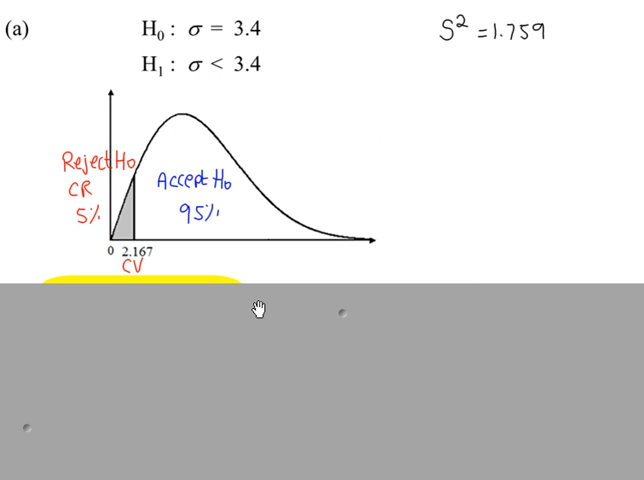 (a)
H₀ : σ = 3.4
S² = 1.759
H₁ : σ < 3.4
Reject H₀
CR
5%
Accept H₀
95%
0 2.167
CV